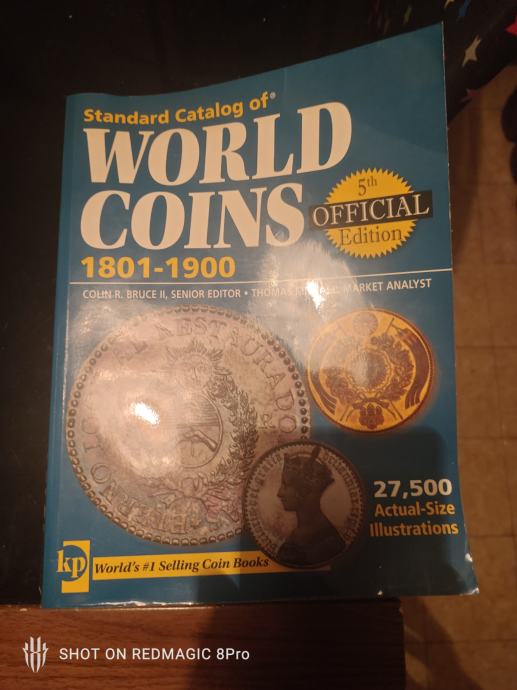 Standard Catalog of®
WORLD
COINS
1801-1900
5th
OFFICIAL
Edition
COLIN R. BRUCE II, SENIOR EDITOR • THOMAS MARKET ANALYST
27,500
Actual-Size
Illustrations
kp
World's #1 Selling Coin Books
SHOT ON REDMAGIC 8Pro